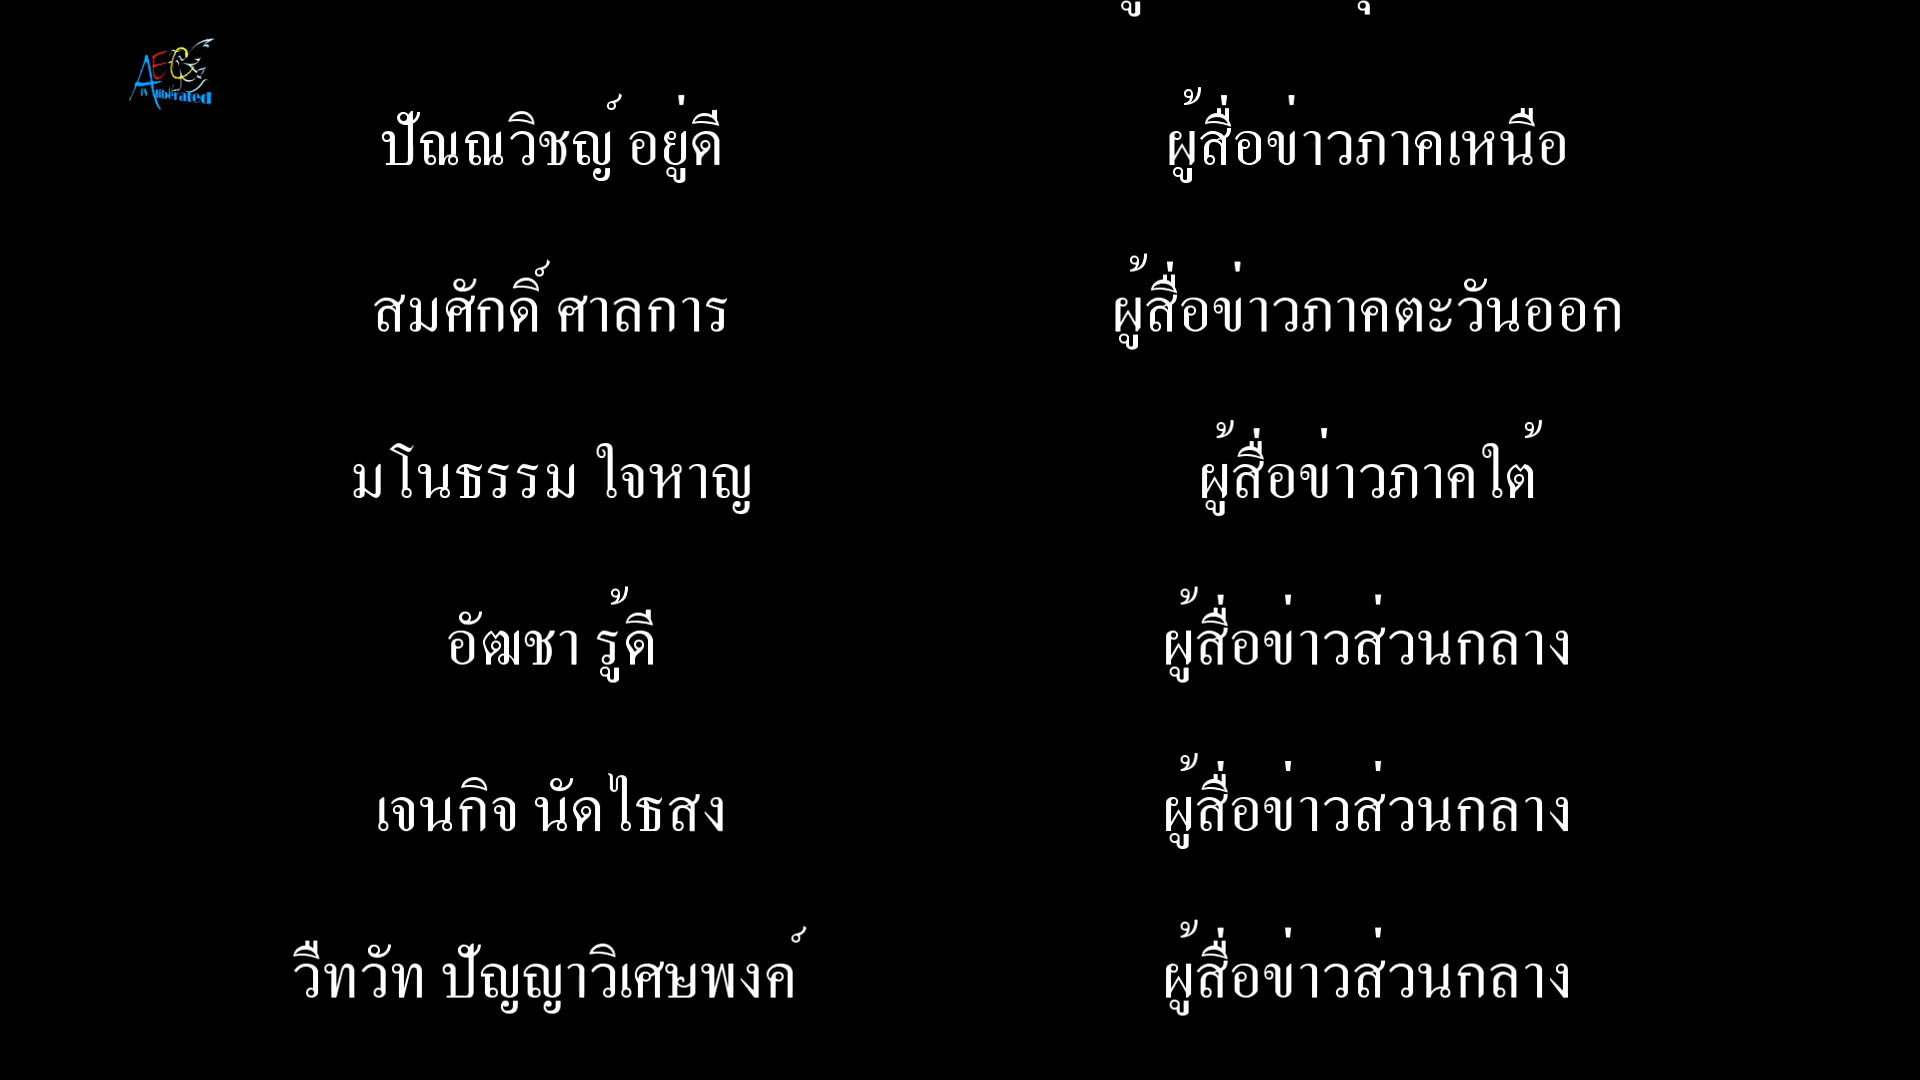 AEC
tv liberated
ปัณณวิชญ์ อยู่ดี ผู้สื่อข่าวภาคเหนือ
สมศักดิ์ ศาลการ ผู้สื่อข่าวภาคตะวันออก
มโนธรรม ใจหาญ ผู้สื่อข่าวภาคใต้
อัฒชา รู้ดี ผู้สื่อข่าวส่วนกลาง
เจนกิจ นัดไธสง ผู้สื่อข่าวส่วนกลาง
วีทวัท ปัญญาวิเศษพงค์ ผู้สื่อข่าวส่วนกลาง